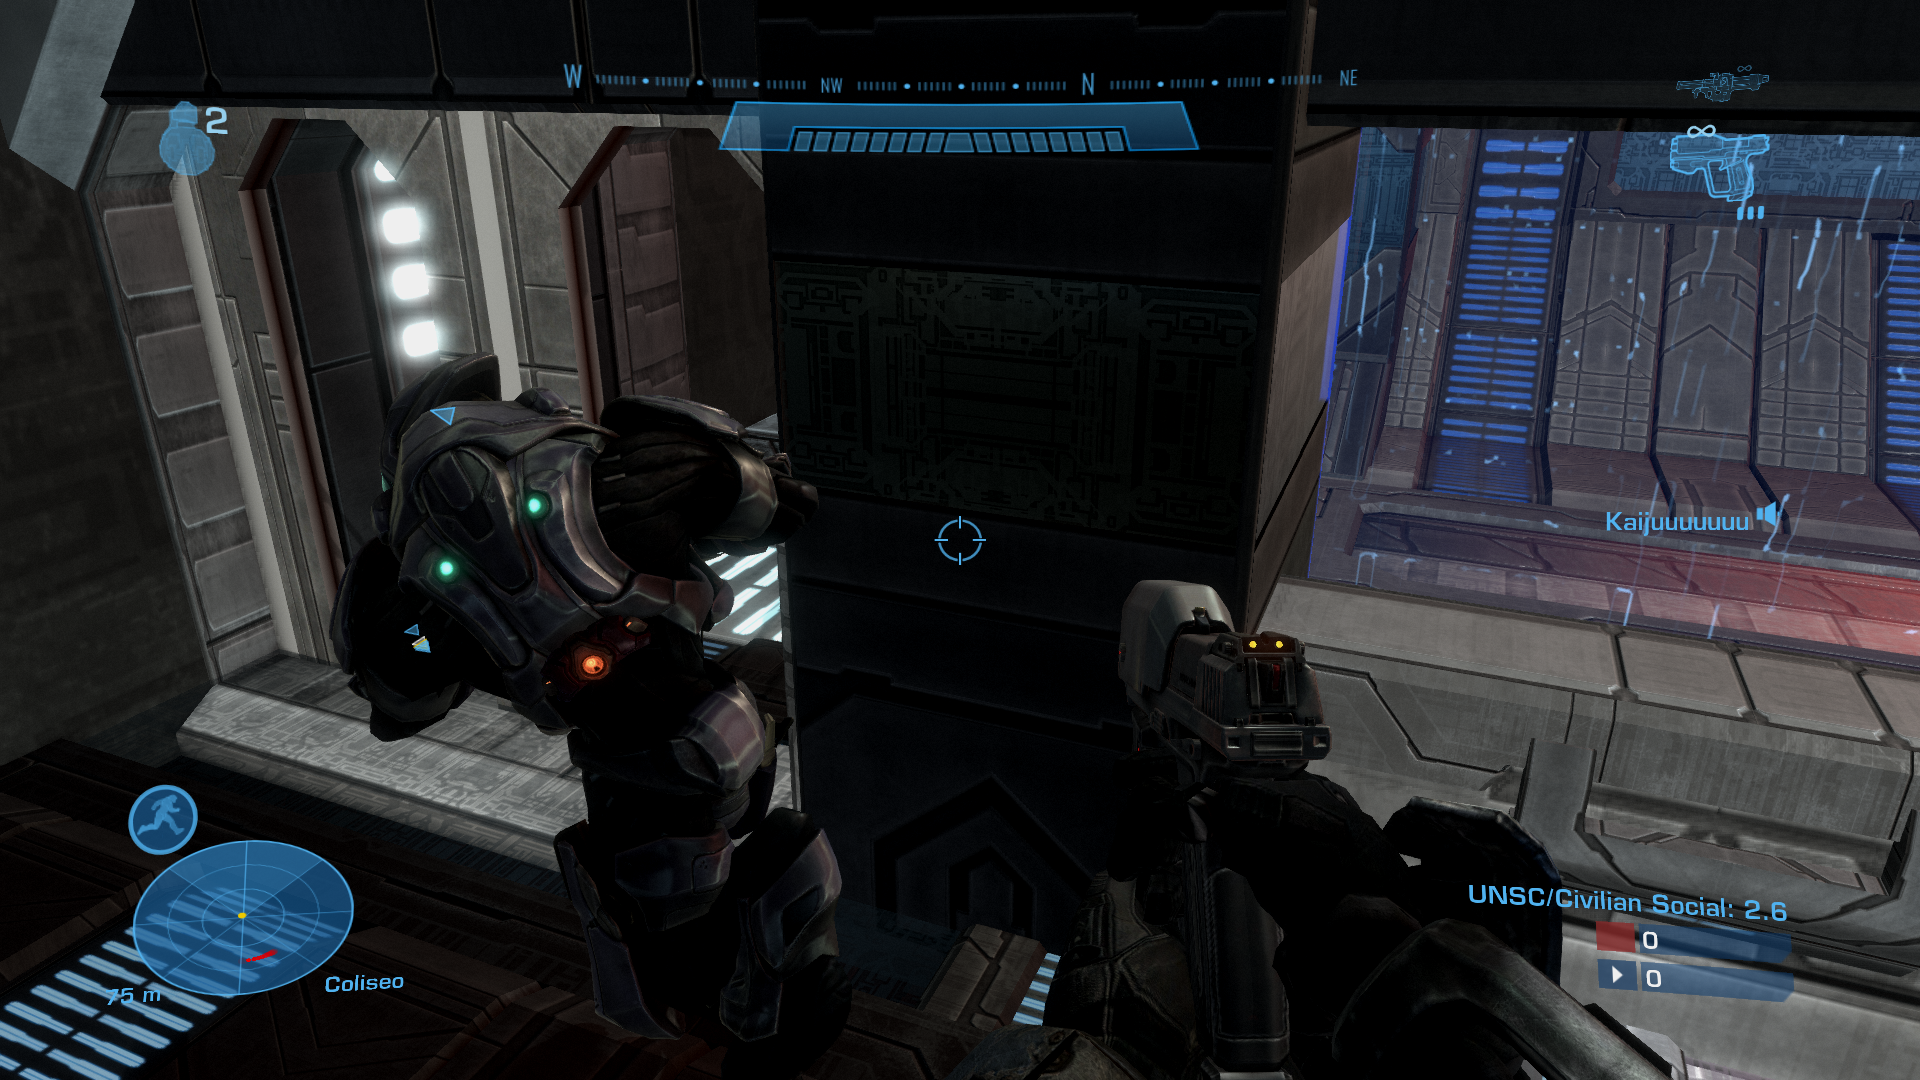 W NW N NE
2
∞
∞
Kaijuuuuuuu
UNSC/Civilian Social: 2.6
0
0
75 m
Coliseo